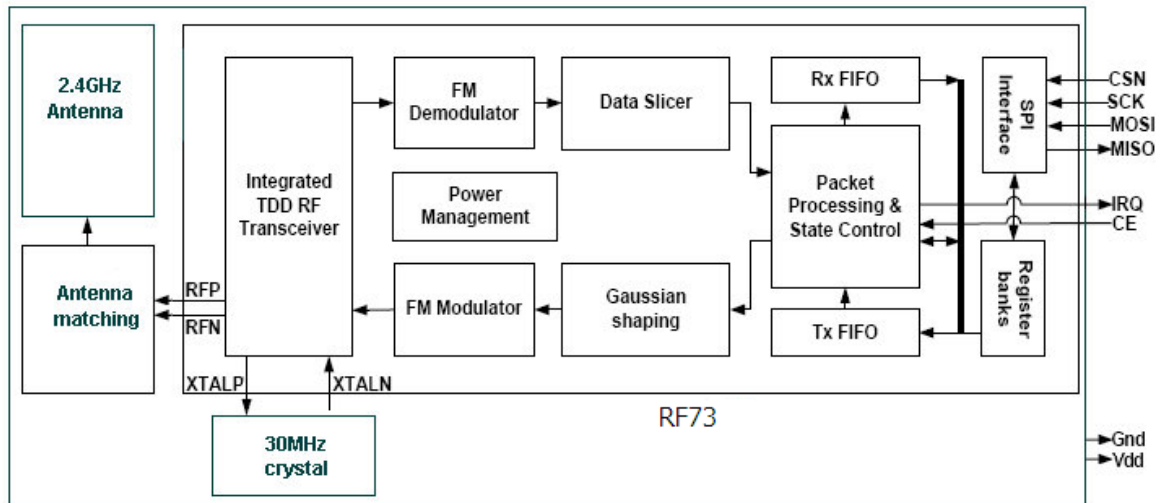 2.4GHz
Antenna
Antenna
matching
RFP
RFN
XTALP
XTALN
30MHz
crystal
Integrated
TDD RF
Transceiver
FM
Demodulator
Data Slicer
Power
Management
FM Modulator
Gaussian
shaping
Rx FIFO
Packet
Processing &
State Control
Tx FIFO
SPI
Interface
Register
banks
CSN
SCK
MOSI
MISO
IRQ
CE
RF73
Gnd
Vdd